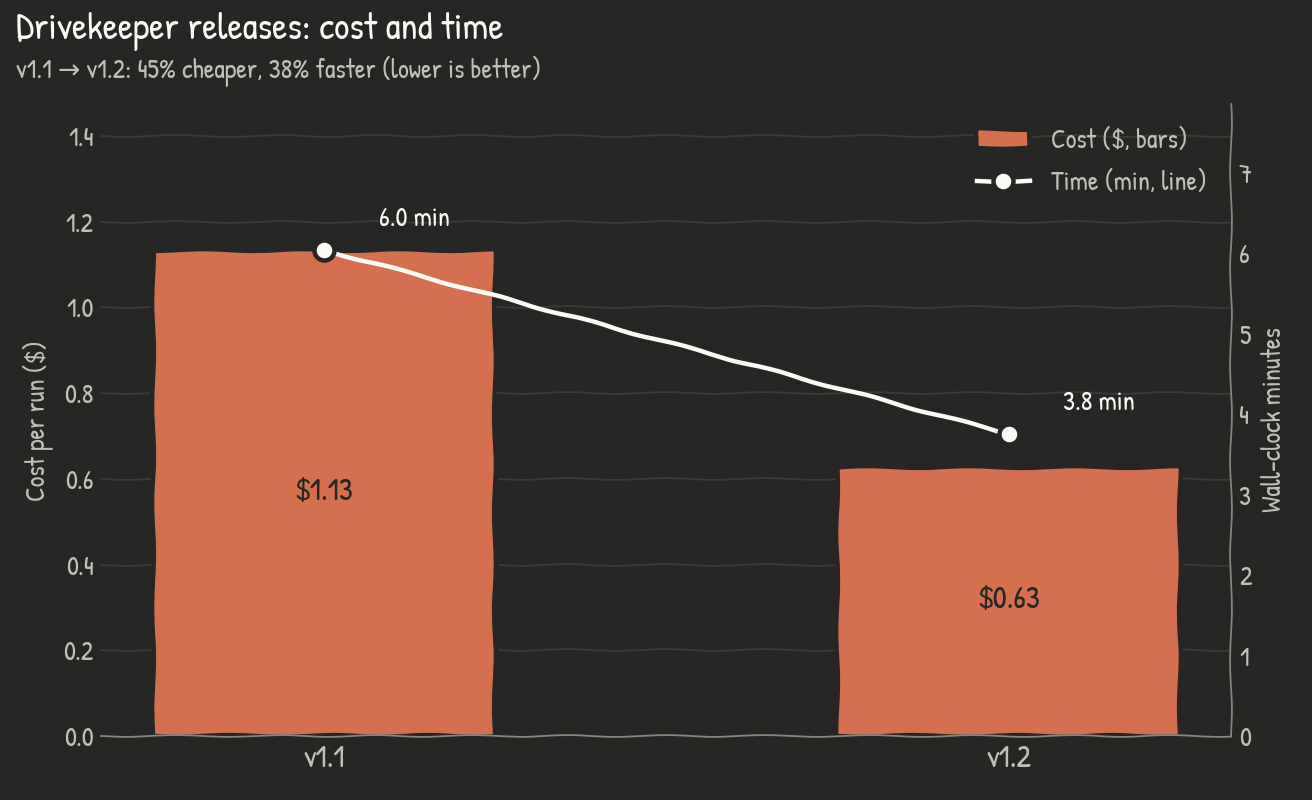 Drivekeeper releases: cost and time
v1.1 → v1.2: 45% cheaper, 38% faster (lower is better)
Cost ($, bars)
Time (min, line)
1.4
1.2
1.0
0.8
0.6
0.4
0.2
0.0
Cost per run ($)
6.0 min
3.8 min
$1.13
$0.63
7
6
5
4
3
2
1
0
Wall-clock minutes
v1.1
v1.2